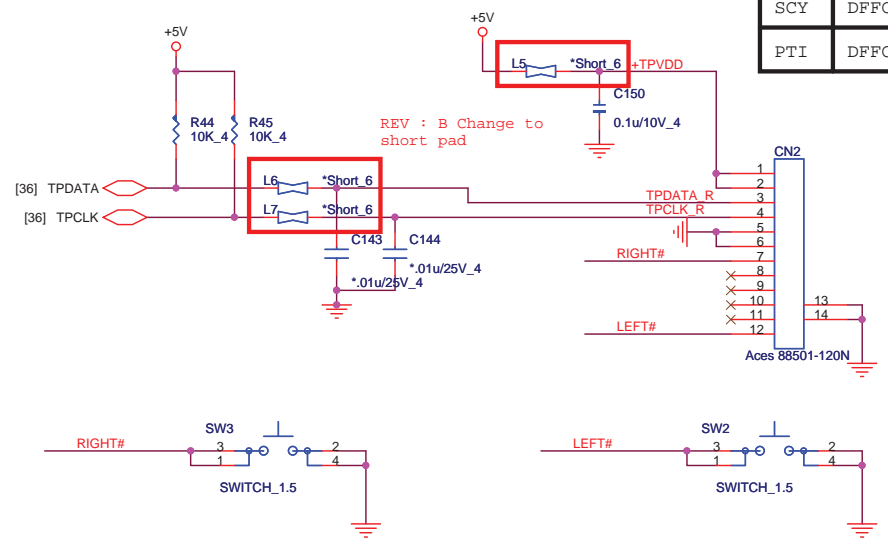 SCY DFFC
PTI DFFC
+5V
+5V
L5 *Short_6 +TPVDD
C150
0.1u/10V_4
R44
10K_4
R45
10K_4
REV : B Change to
short pad
CN2
[36] TPDATA
L6 *Short_6
[36] TPCLK
L7 *Short_6
TPDATA_R
TPCLK_R
C143
*.01u/25V_4
C144
*.01u/25V_4
RIGHT#
LEFT#
1
2
3
4
5
6
7
8
9
10
11
12
13
14
Aces 88501-120N
SW3
RIGHT#
3 2
1 4
SWITCH_1.5
SW2
LEFT#
3 2
1 4
SWITCH_1.5